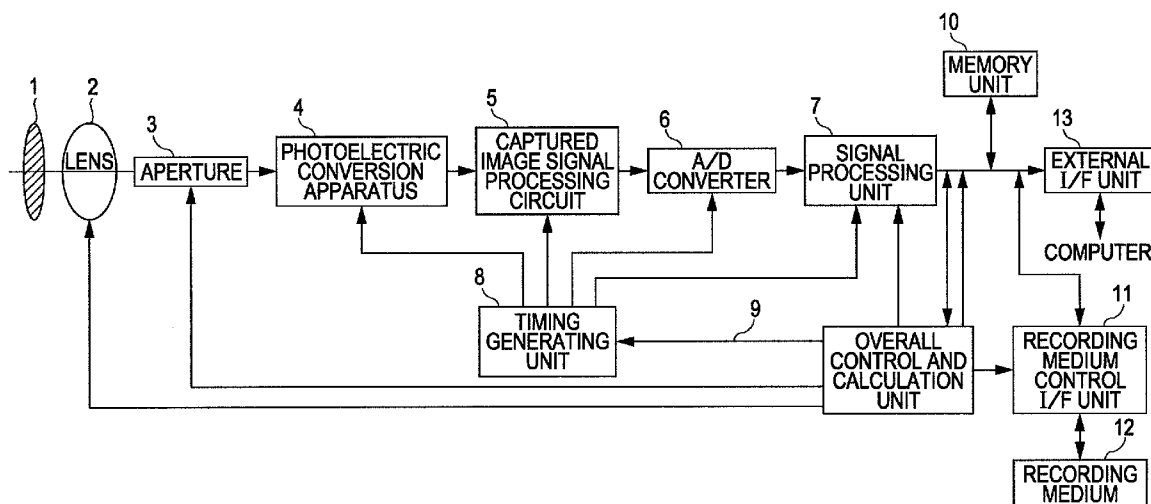 1
2
LENS
3
APERTURE
4
PHOTOELECTRIC
CONVERSION
APPARATUS
5
CAPTURED
IMAGE SIGNAL
PROCESSING
CIRCUIT
6
A/D
CONVERTER
7
SIGNAL
PROCESSING
UNIT
10
MEMORY
UNIT
13
EXTERNAL
I/F UNIT
COMPUTER
8
TIMING
GENERATING
UNIT
9
OVERALL
CONTROL AND
CALCULATION
UNIT
11
RECORDING
MEDIUM
CONTROL
I/F UNIT
12
RECORDING
MEDIUM